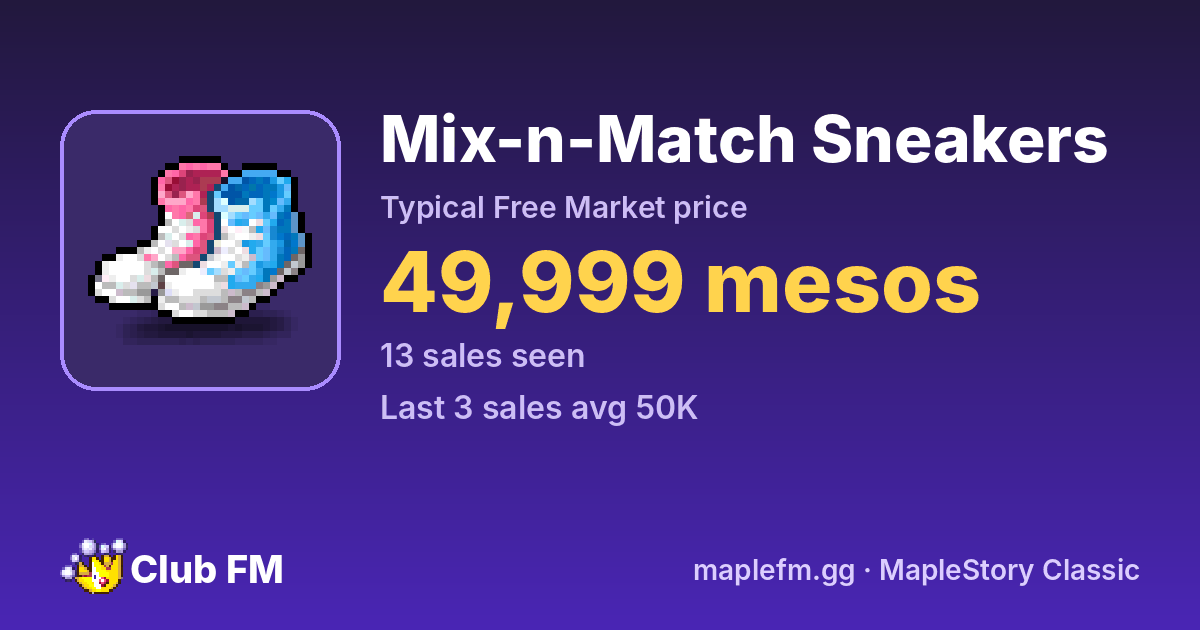 Mix-n-Match Sneakers
Typical Free Market price
49,999 mesos
13 sales seen
Last 3 sales avg 50K
Club FM
maplefm.gg · MapleStory Classic